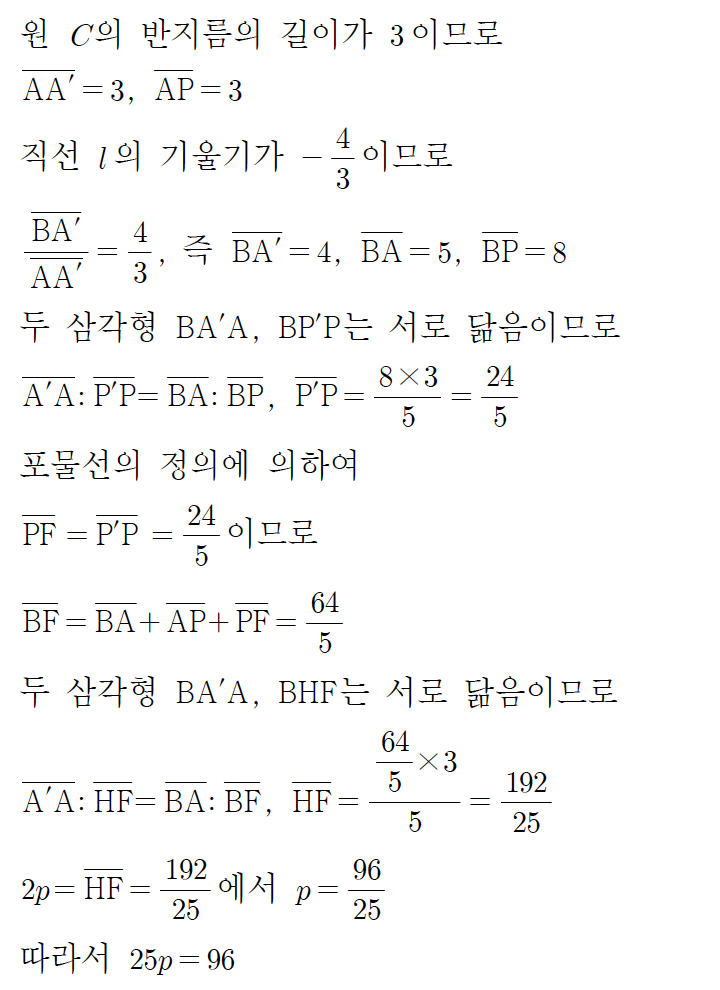 원 C의 반지름의 길이가 3이므로
$\overline{AA'}=3$, $\overline{AP}=3$
직선 l의 기울기가 $-\frac{4}{3}$이므로
$\frac{\overline{BA'}}{\overline{AA'}}=\frac{4}{3}$, 즉 $\overline{BA'}=4$, $\overline{BA}=5$, $\overline{BP}=8$
두 삼각형 BA′A, BP′P는 서로 닮음이므로
$\overline{A'A}:\overline{P'P}=\overline{BA}:\overline{BP}$, $\overline{P'P}=\frac{8\times3}{5}=\frac{24}{5}$
포물선의 정의에 의하여
$\overline{PF}=\overline{P'P}=\frac{24}{5}$이므로
$\overline{BF}=\overline{BA}+\overline{AP}+\overline{PF}=\frac{64}{5}$
두 삼각형 BA′A, BHF는 서로 닮음이므로
$\overline{A'A}:\overline{HF}=\overline{BA}:\overline{BF}$, $\overline{HF}=\frac{\frac{64}{5}\times3}{5}=\frac{192}{25}$
$2p=\overline{HF}=\frac{192}{25}$에서 $p=\frac{96}{25}$
따라서 25p=96